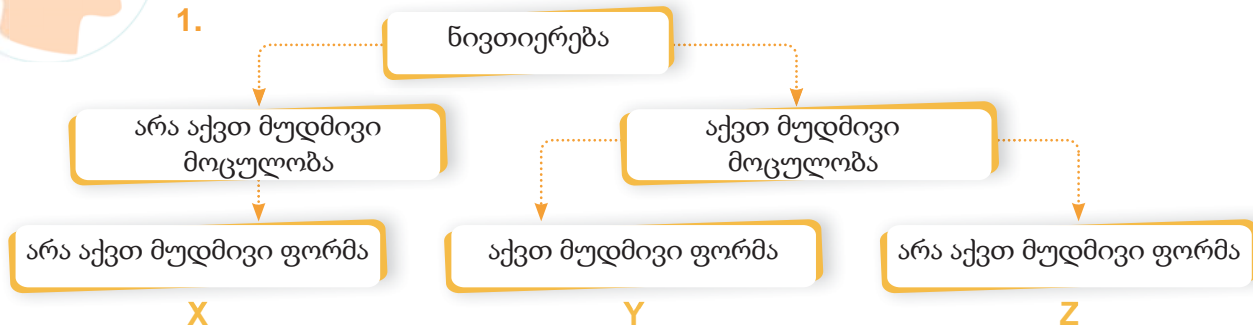 1.
ნივთიერება
არა აქვთ მუდმივი
მოცულობა
აქვთ მუდმივი
მოცულობა
არა აქვთ მუდმივი ფორმა
აქვთ მუდმივი ფორმა
არა აქვთ მუდმივი ფორმა
X
Y
Z